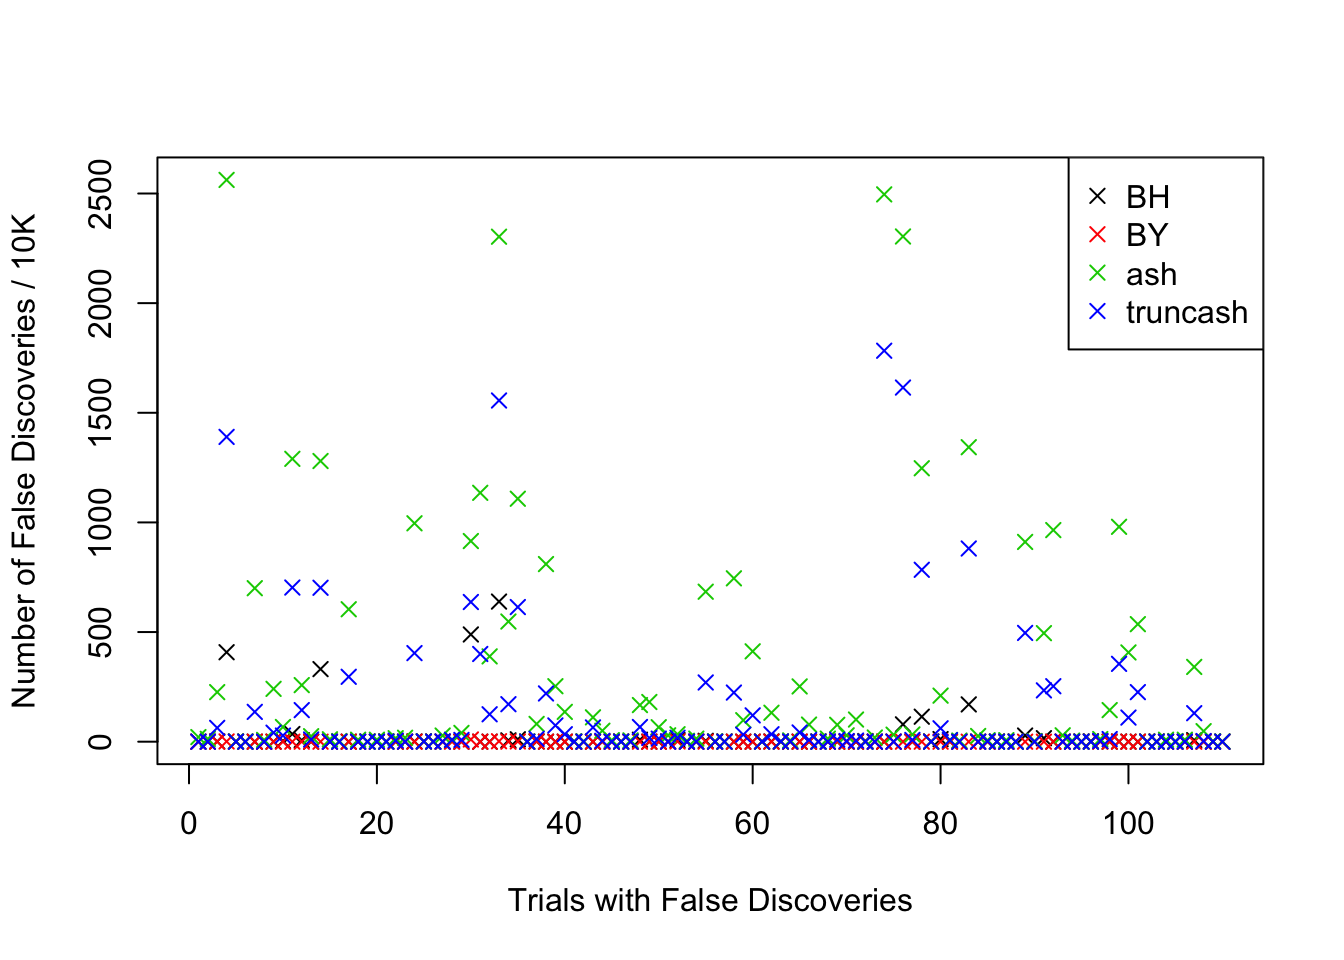 Number of False Discoveries / 10K
2500
2000
1500
1000
500
0
BH
BY
ash
truncash
0 20 40 60 80 100
Trials with False Discoveries